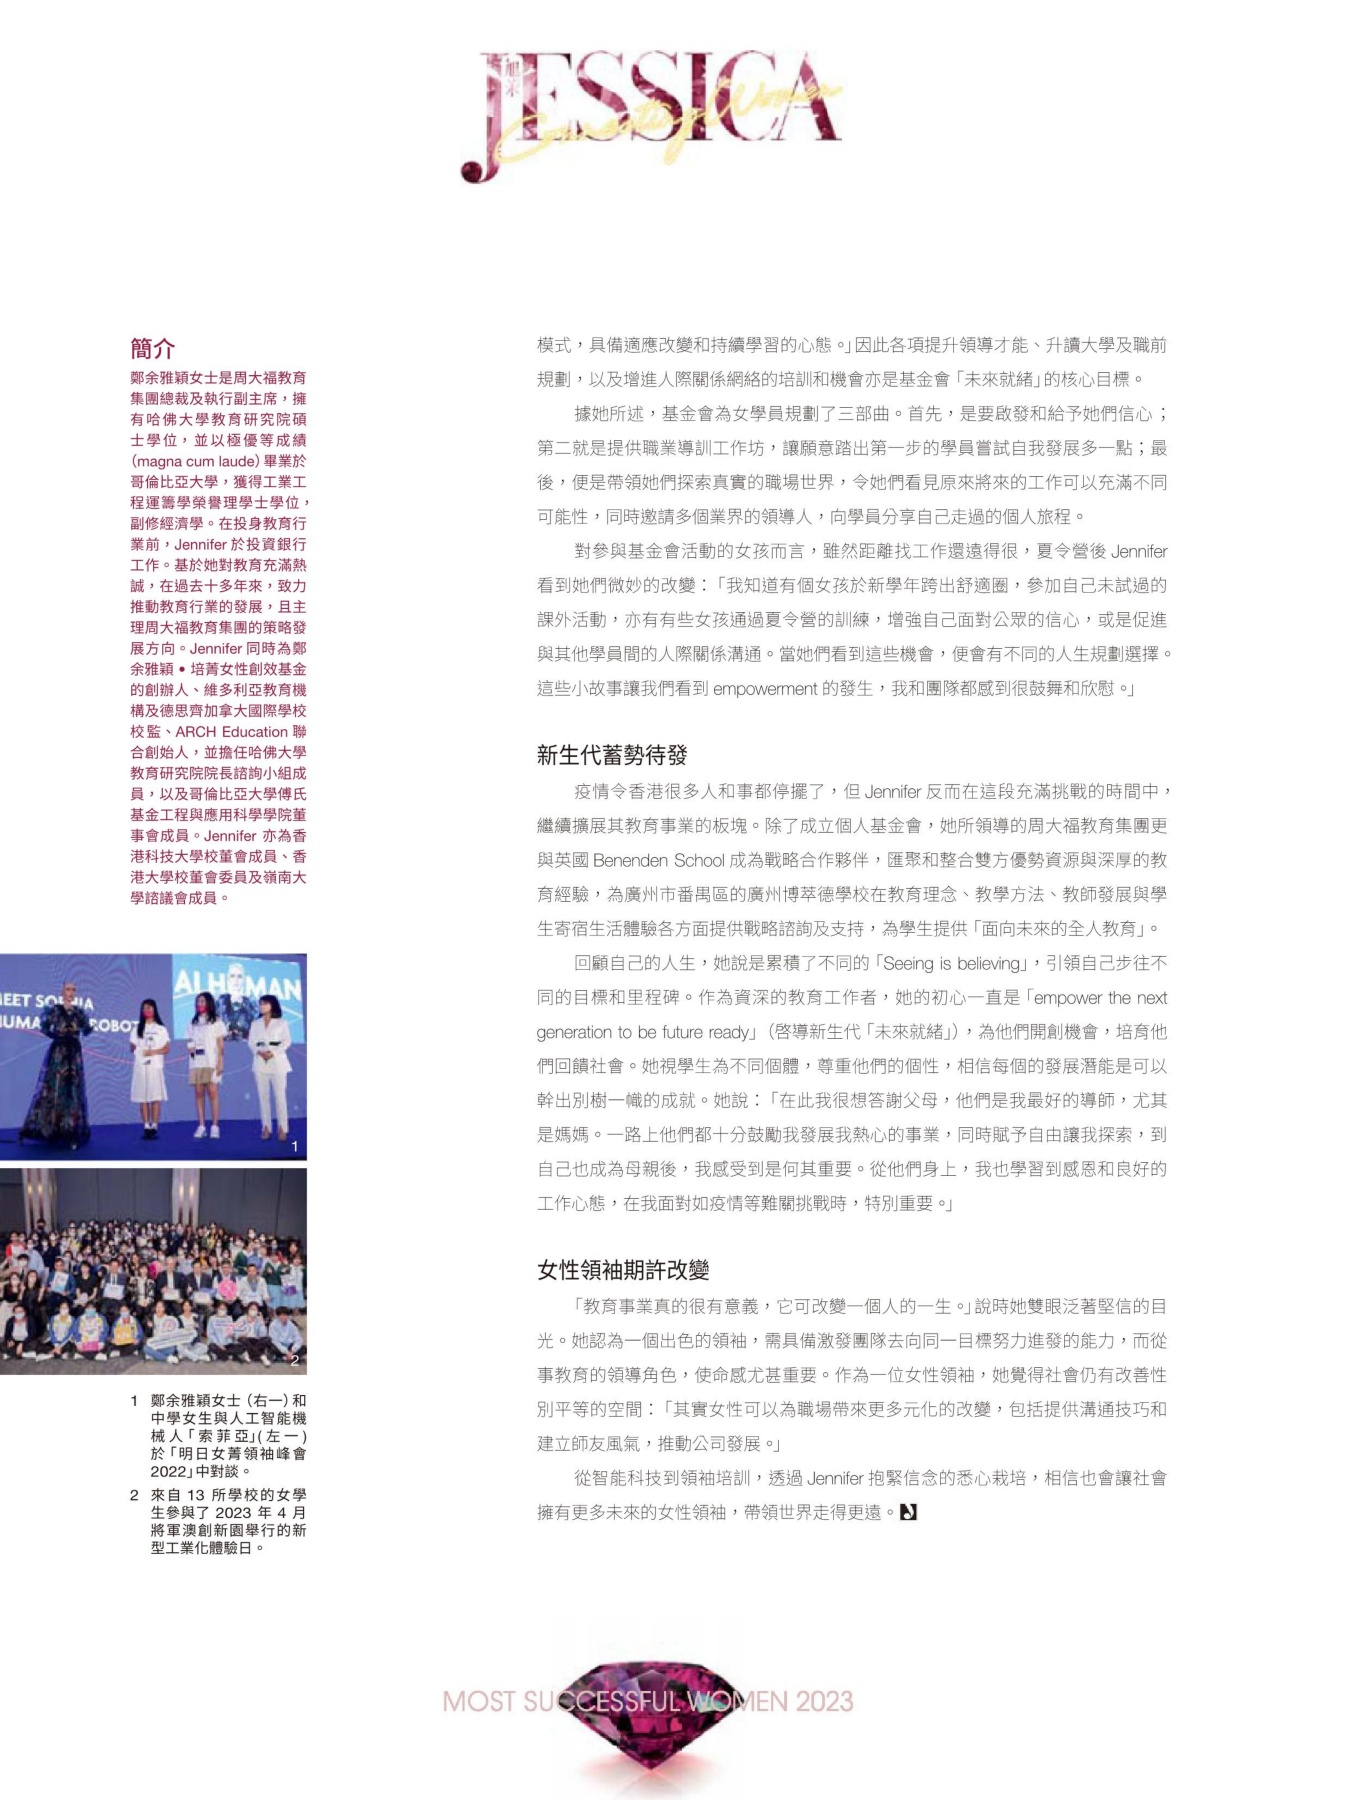 JESSICA
旭茉
Connecting Women
簡介
鄭余雅穎女士是周大福教育
集團總裁及執行副主席，擁
有哈佛大學教育研究院碩
士學位，並以極優等成績
（magna cum laude）畢業於
哥倫比亞大學，獲得工業工
程運籌學榮譽理學士學位，
副修經濟學。在投身教育行
業前，Jennifer 於投資銀行
工作。基於她對教育充滿熱
誠，在過去十多年來，致力
推動教育行業的發展，且主
理周大福教育集團的策略發
展方向。Jennifer 同時為鄭
余雅穎 • 培菁女性創效基金
的創辦人、維多利亞教育機
構及德思齊加拿大國際學校
校監、ARCH Education 聯
合創始人，並擔任哈佛大學
教育研究院院長諮詢小組成
員，以及哥倫比亞大學傅氏
基金工程與應用科學學院董
事會成員。Jennifer 亦為香
港科技大學校董會成員、香
港大學校董會委員及嶺南大
學諮議會成員。
MEET SOPHIA
HUMA ROBOT
AI HUMAN
1
2
1 鄭余雅穎女士（右一）和
中學女生與人工智能機
械人「索菲亞」(左一)
於「明日女菁領袖峰會
2022」中對談。
2 來自 13 所學校的女學
生參與了 2023 年 4 月
將軍澳創新園舉行的新
型工業化體驗日。
模式，具備適應改變和持續學習的心態。」因此各項提升領導才能、升讀大學及職前
規劃，以及增進人際關係網絡的培訓和機會亦是基金會「未來就緒」的核心目標。
據她所述，基金會為女學員規劃了三部曲。首先，是要啟發和給予她們信心；
第二就是提供職業導訓工作坊，讓願意踏出第一步的學員嘗試自我發展多一點；最
後，便是帶領她們探索真實的職場世界，令她們看見原來將來的工作可以充滿不同
可能性，同時邀請多個業界的領導人，向學員分享自己走過的個人旅程。
對參與基金會活動的女孩而言，雖然距離找工作還遠得很，夏令營後 Jennifer
看到她們微妙的改變：「我知道有個女孩於新學年跨出舒適圈，參加自己未試過的
課外活動，亦有有些女孩通過夏令營的訓練，增強自己面對公眾的信心，或是促進
與其他學員間的人際關係溝通。當她們看到這些機會，便會有不同的人生規劃選擇。
這些小故事讓我們看到 empowerment 的發生，我和團隊都感到很鼓舞和欣慰。」
新生代蓄勢待發
疫情令香港很多人和事都停擺了，但 Jennifer 反而在這段充滿挑戰的時間中，
繼續擴展其教育事業的板塊。除了成立個人基金會，她所領導的周大福教育集團更
與英國 Benenden School 成為戰略合作夥伴，匯聚和整合雙方優勢資源與深厚的教
育經驗，為廣州市番禺區的廣州博萃德學校在教育理念、教學方法、教師發展與學
生寄宿生活體驗各方面提供戰略諮詢及支持，為學生提供「面向未來的全人教育」。
回顧自己的人生，她說是累積了不同的「Seeing is believing」，引領自己步往不
同的目標和里程碑。作為資深的教育工作者，她的初心一直是「empower the next
generation to be future ready」（啓導新生代「未來就緒」），為他們開創機會，培育他
們回饋社會。她視學生為不同個體，尊重他們的個性，相信每個的發展潛能是可以
幹出別樹一幟的成就。她說：「在此我很想答謝父母，他們是我最好的導師，尤其
是媽媽。一路上他們都十分鼓勵我發展我熱心的事業，同時賦予自由讓我探索，到
自己也成為母親後，我感受到是何其重要。從他們身上，我也學習到感恩和良好的
工作心態，在我面對如疫情等難關挑戰時，特別重要。」
女性領袖期許改變
「教育事業真的很有意義，它可改變一個人的一生。」說時她雙眼泛著堅信的目
光。她認為一個出色的領袖，需具備激發團隊去向同一目標努力進發的能力，而從
事教育的領導角色，使命感尤甚重要。作為一位女性領袖，她覺得社會仍有改善性
別平等的空間：「其實女性可以為職場帶來更多元化的改變，包括提供溝通技巧和
建立師友風氣，推動公司發展。」
從智能科技到領袖培訓，透過 Jennifer 抱緊信念的悉心栽培，相信也會讓社會
擁有更多未來的女性領袖，帶領世界走得更遠。
MOST SUCCESSFUL WOMEN 2023